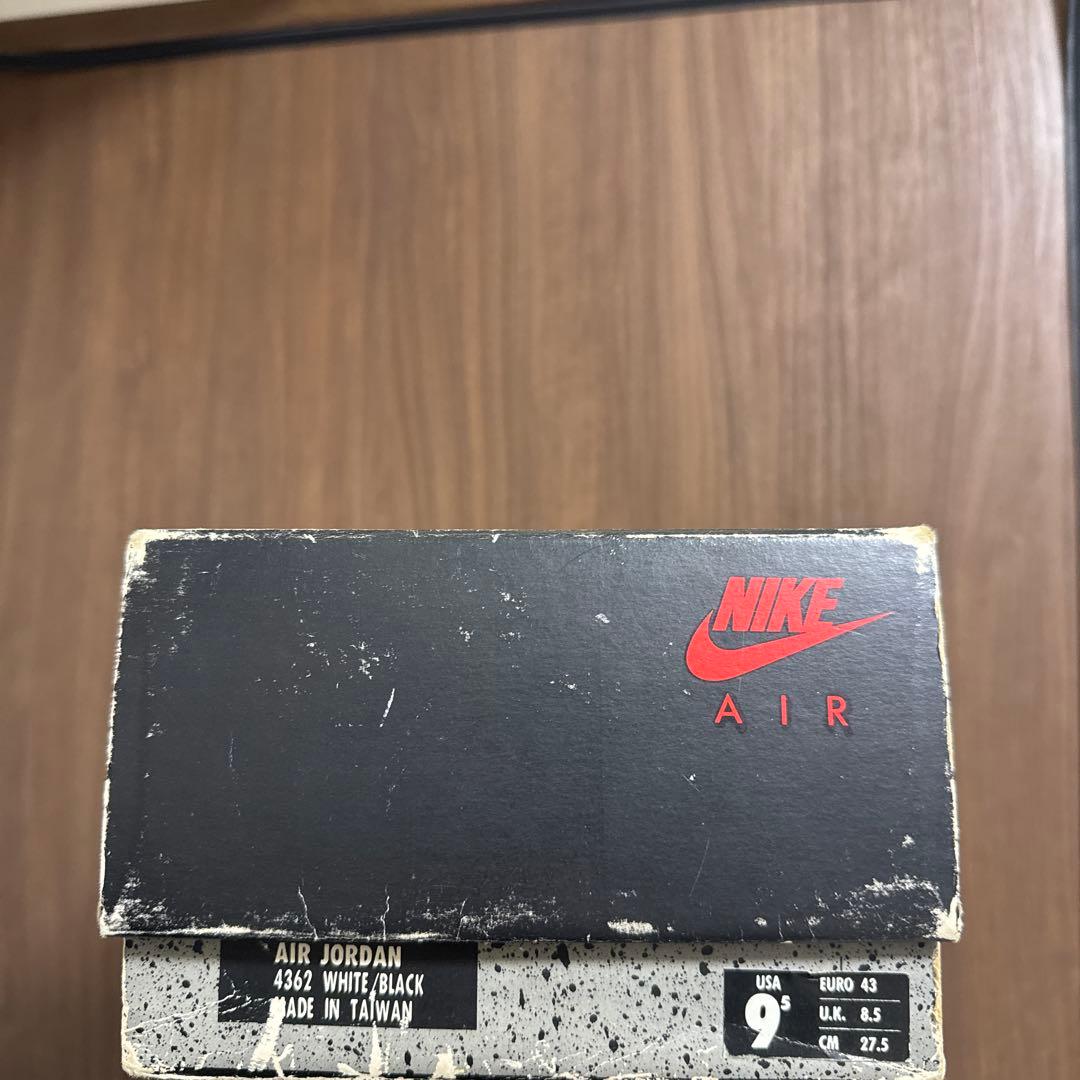 NIKE
AIR
AIR JORDAN
4362 WHITE/BLACK
MADE IN TAIWAN
USA
9⁵
EURO 43
U.K. 8.5
CM 27.5